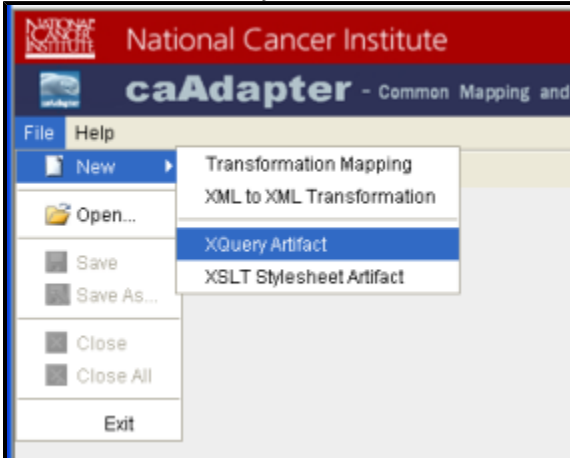 NATIONAL CANCER INSTITUTE National Cancer Institute
caAdapter - Common Mapping and
File Help
New Transformation Mapping
XML to XML Transformation
Open...
XQuery Artifact
Save
XSLT Stylesheet Artifact
Save As...
Close
Close All
Exit